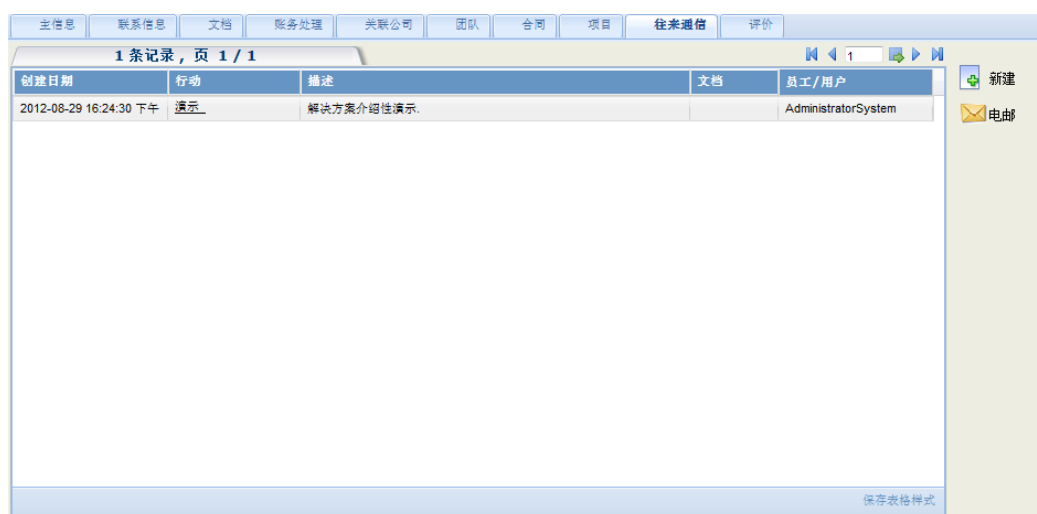 主信息 联系信息 文档 账务处理 关联公司 团队 合同 项目 往来通信 评价
1 条记录, 页 1 / 1 1
创建日期 行动 描述 文档 员工/用户
新建
2012-08-29 16:24:30 下午 演示 解决方案介绍性演示. AdministratorSystem
电邮
保存表格样式